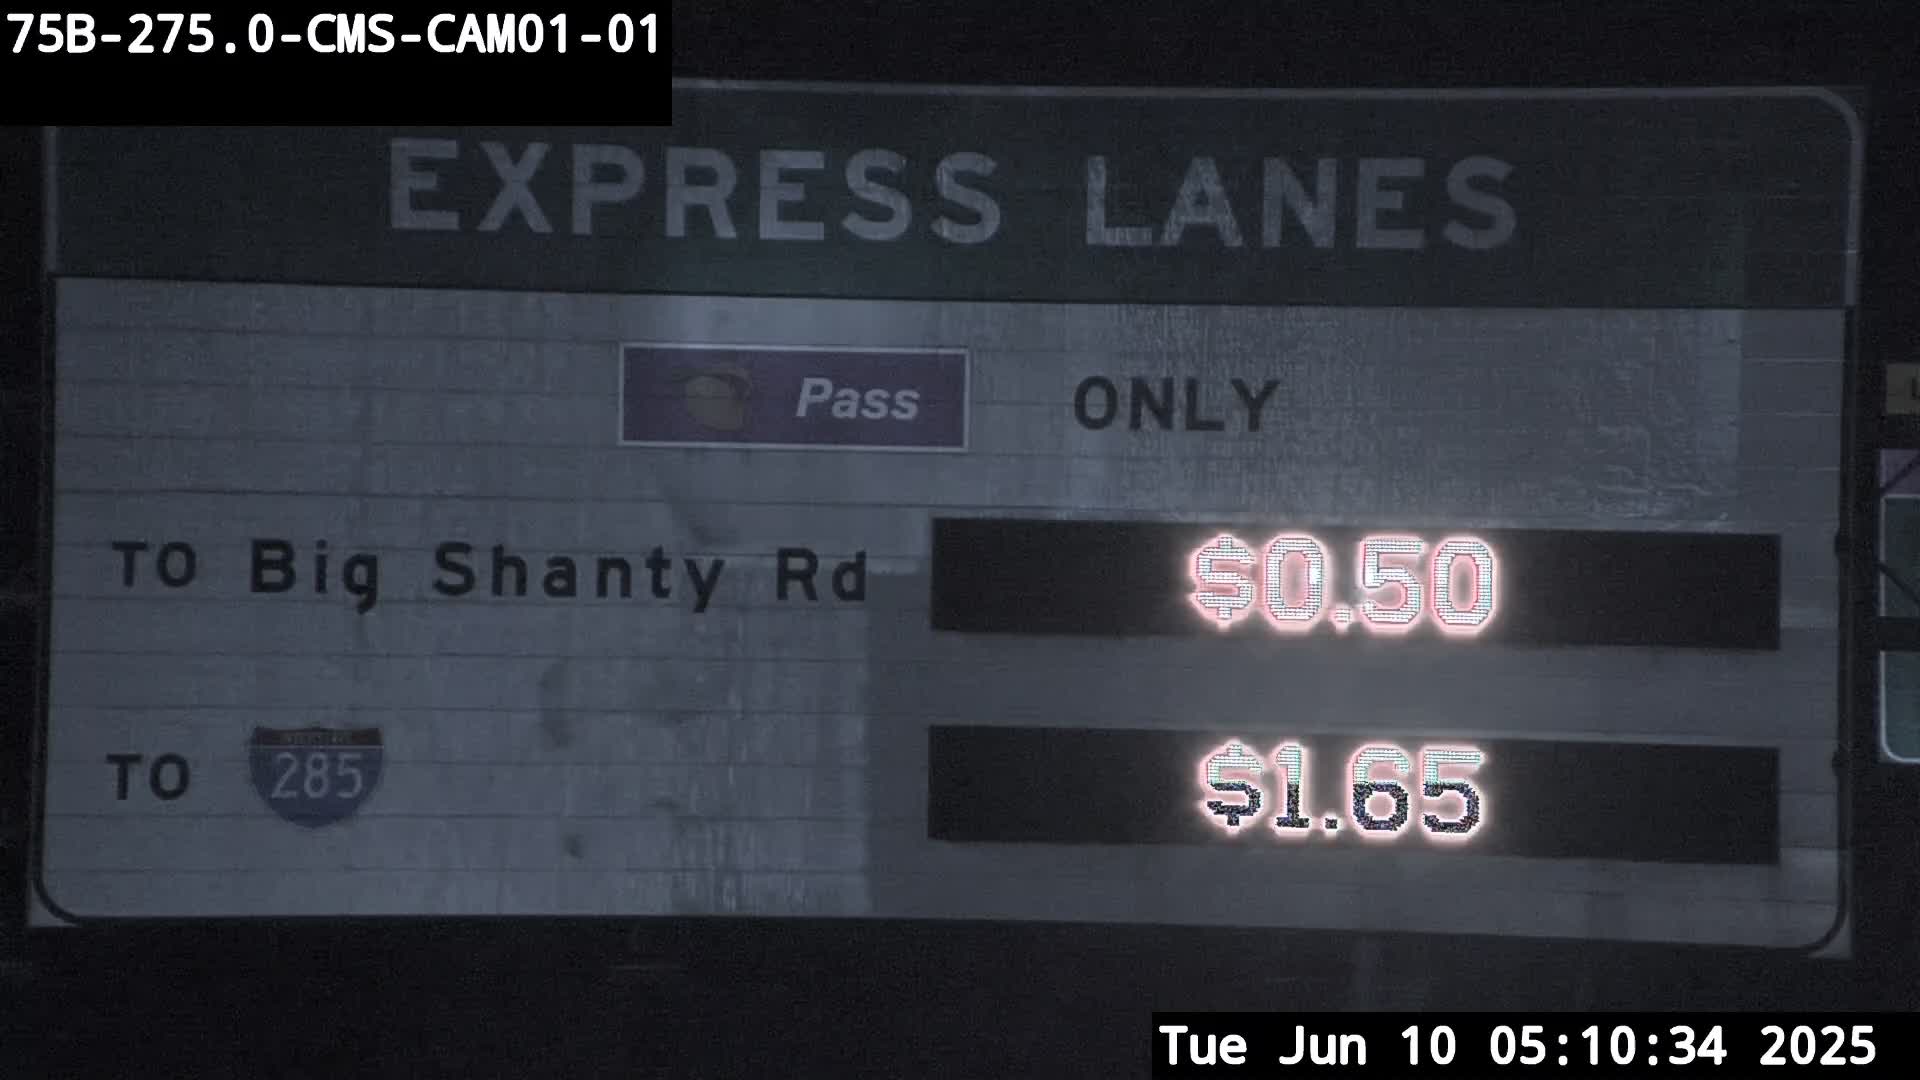 75B-275.0-CMS-CAM01-01
EXPRESS LANES
Pass ONLY
TO Big Shanty Rd $0.50
TO 285 $1.65
Tue Jun 10 05:10:34 2025